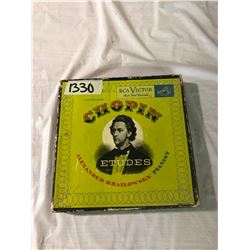 1330
RCA VICTOR
CHOPIN
ETUDES
ALEXANDER BRAILOWSKY PIANIST